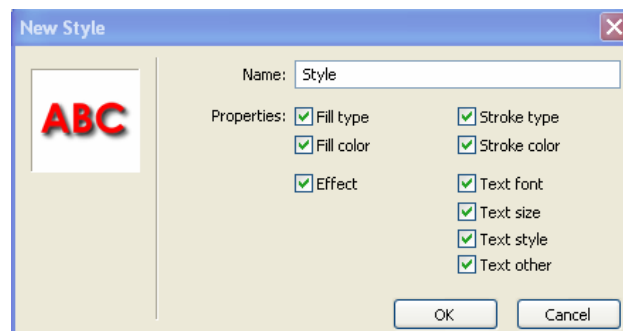 New Style
ABC
Name: Style
Properties: Fill type Stroke type
Fill color Stroke color
Effect Text font
Text size
Text style
Text other
OK Cancel